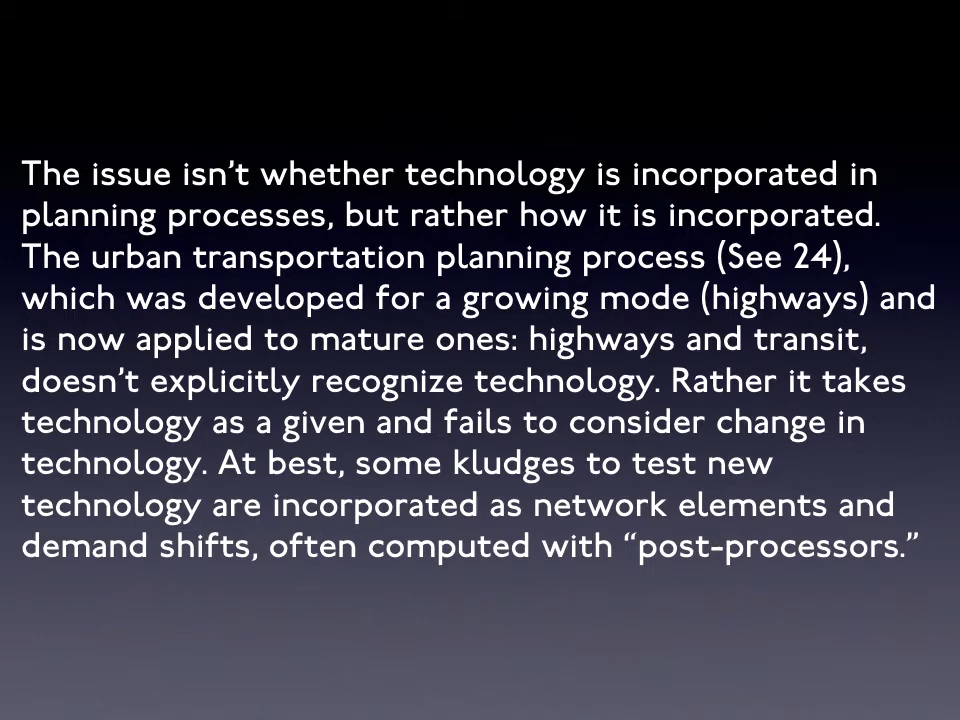 The issue isn’t whether technology is incorporated in
planning processes, but rather how it is incorporated.
The urban transportation planning process (See 24),
which was developed for a growing mode (highways) and
is now applied to mature ones: highways and transit,
doesn’t explicitly recognize technology. Rather it takes
technology as a given and fails to consider change in
technology. At best, some kludges to test new
technology are incorporated as network elements and
demand shifts, often computed with “post-processors.”